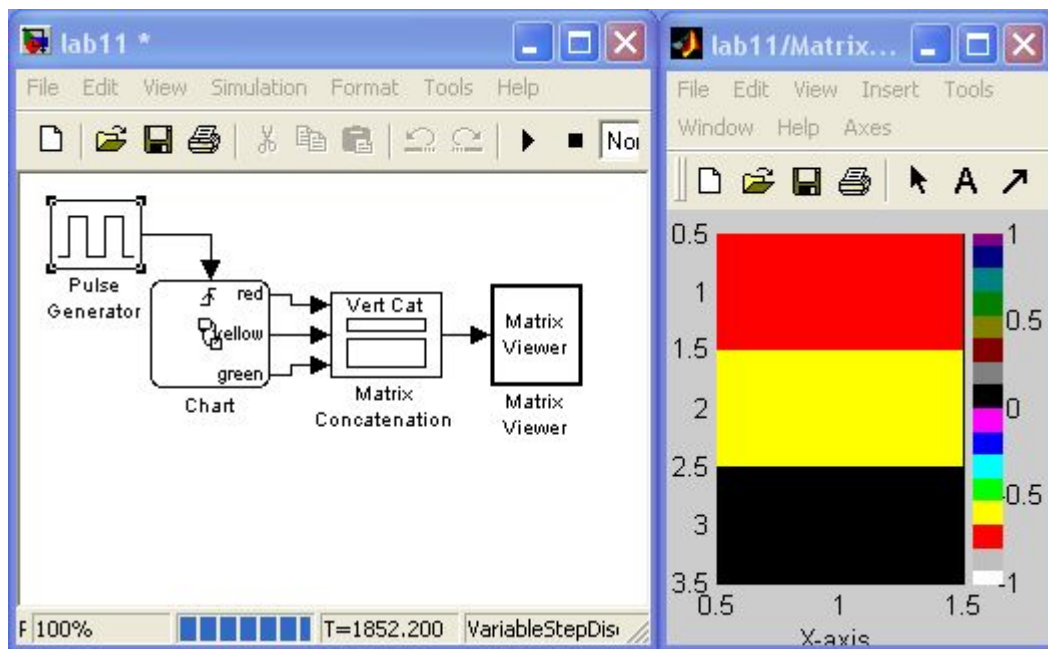 lab11 *
File Edit View Simulation Format Tools Help
Noi
Pulse
Generator
red
yellow
green
Chart
Vert Cat
Matrix
Concatenation
Matrix
Viewer
Matrix
Viewer
F 100% T=1852.200 VariableStepDis
lab11/Matrix...
File Edit View Insert Tools
Window Help Axes
A
0.5
1
1.5
2
2.5
3
3.5
0.5 1 1.5
X-axis
1
0.5
0
-0.5
-1